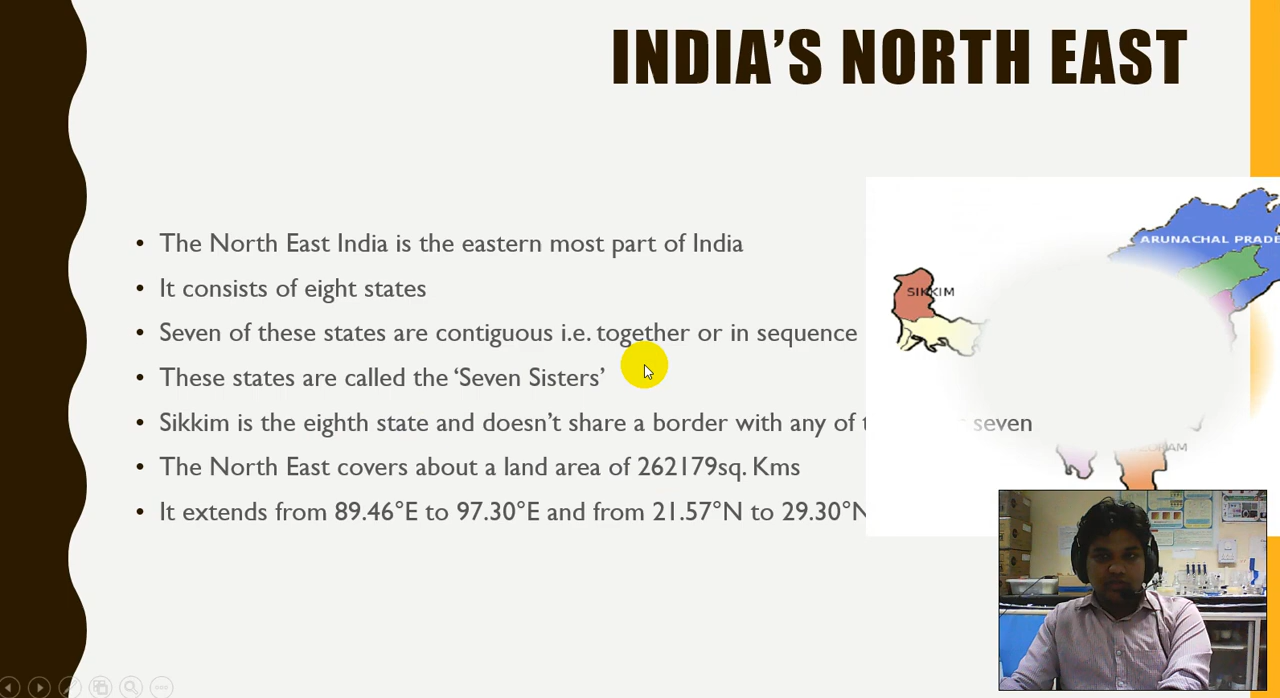 INDIA'S NORTH EAST
• The North East India is the eastern most part of India
• It consists of eight states
• Seven of these states are contiguous i.e. together or in sequence
• These states are called the ‘Seven Sisters’
• Sikkim is the eighth state and doesn’t share a border with any of seven
• The North East covers about a land area of 262179sq. Kms
• It extends from 89.46°E to 97.30°E and from 21.57°N to 29.30°N
ARUNACHAL PRADE
SIKKIM